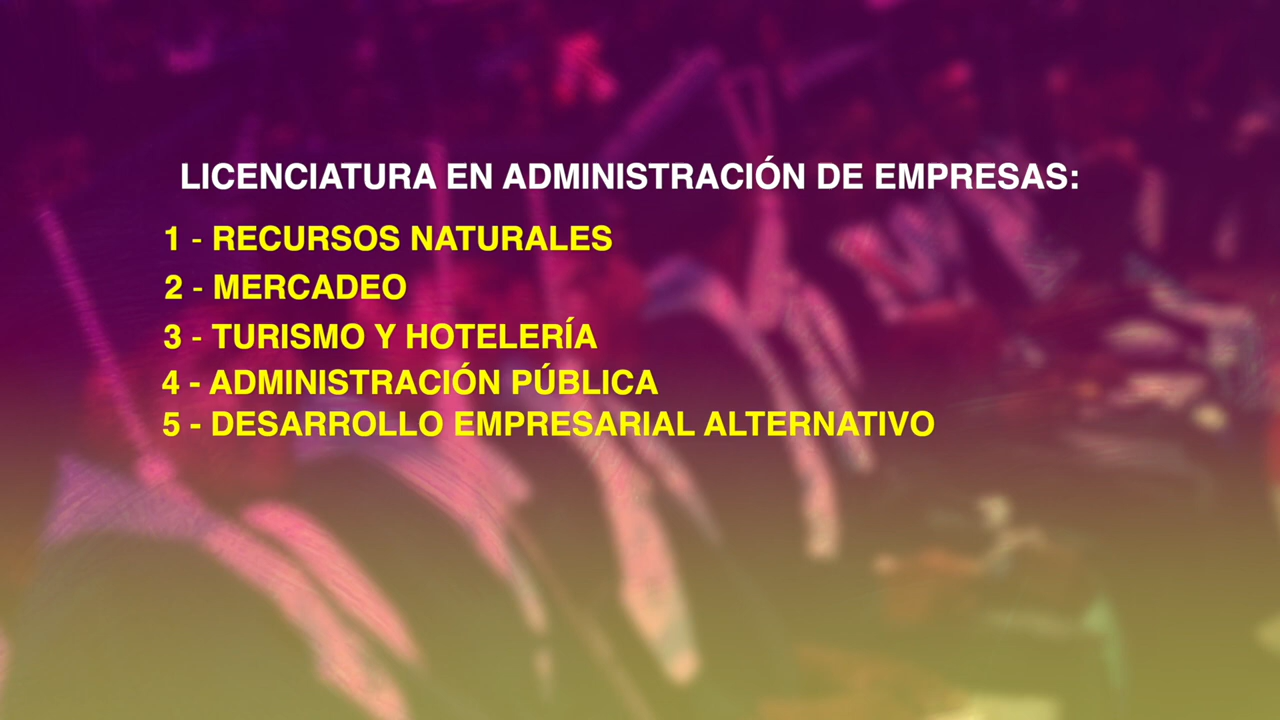 LICENCIATURA EN ADMINISTRACIÓN DE EMPRESAS:
1 - RECURSOS NATURALES
2 - MERCADEO
3 - TURISMO Y HOTELERÍA
4 - ADMINISTRACIÓN PÚBLICA
5 - DESARROLLO EMPRESARIAL ALTERNATIVO